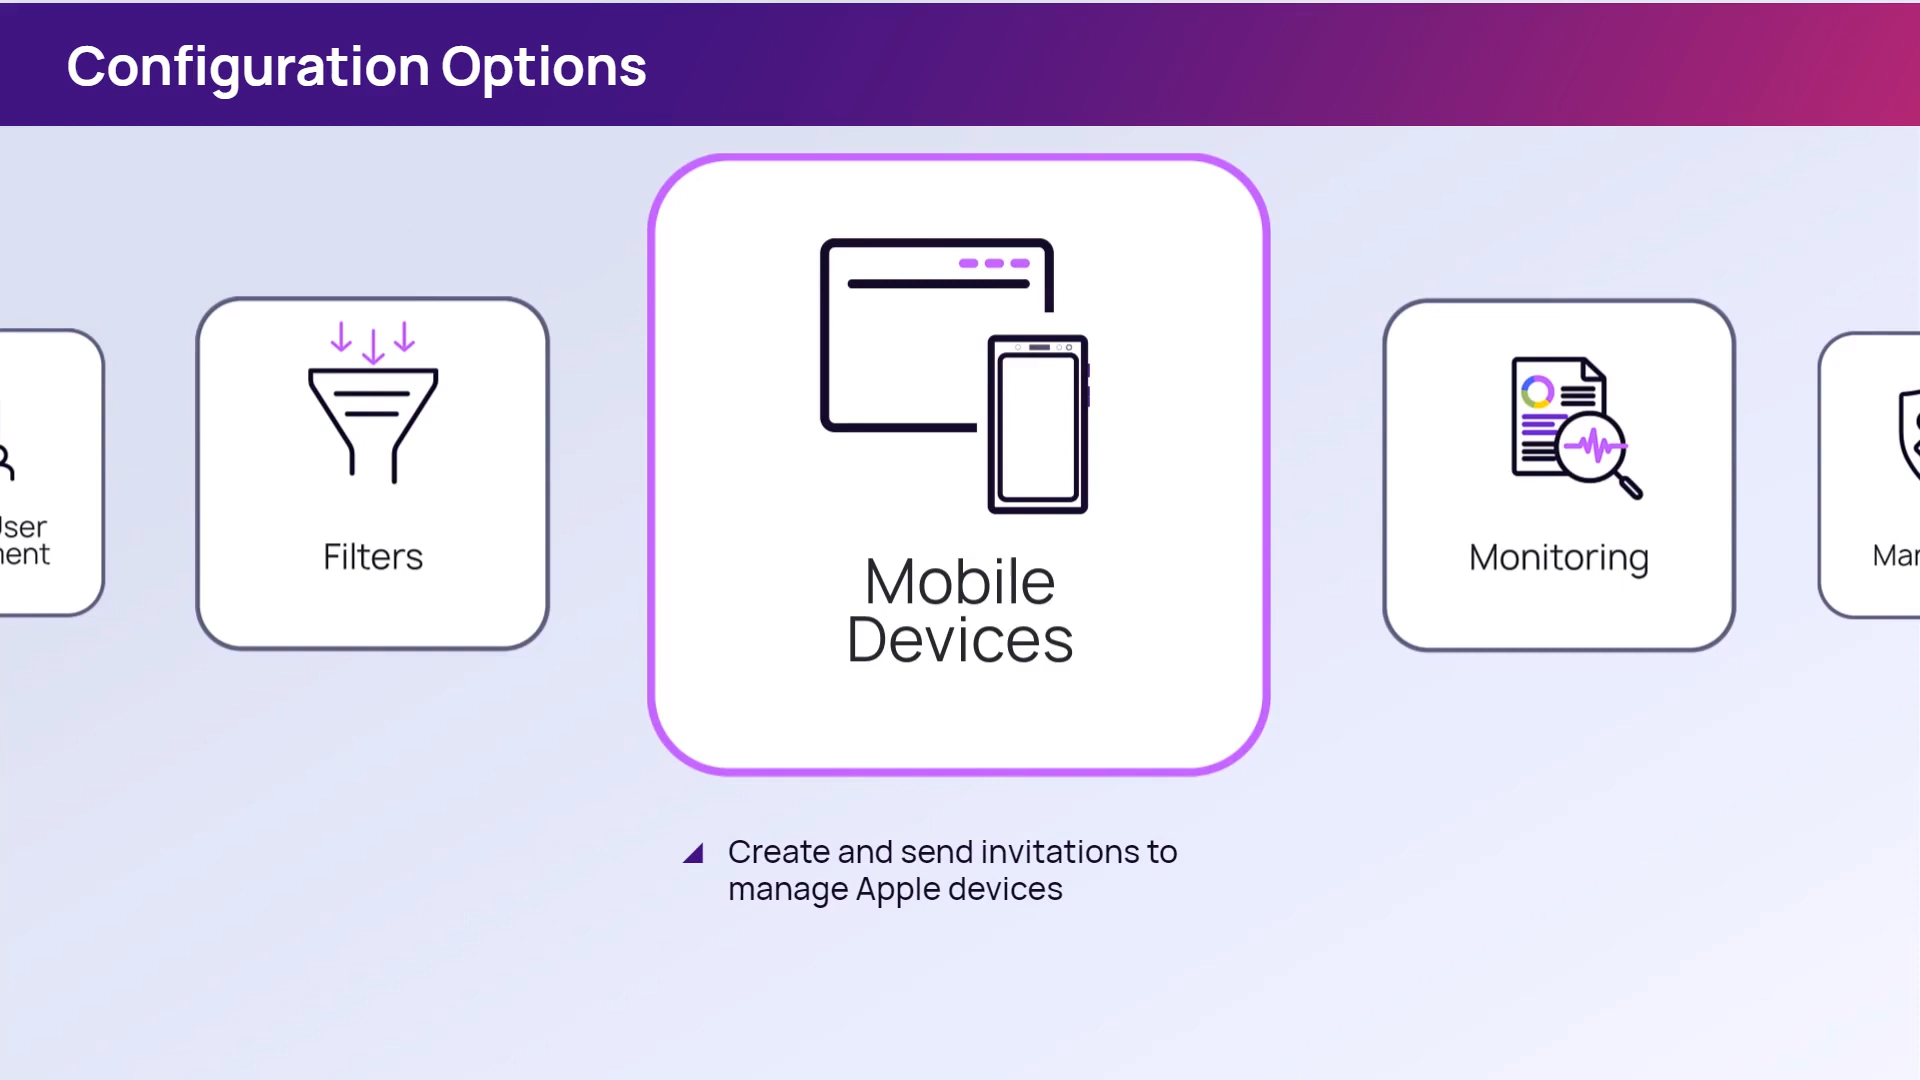 Configuration Options
Filters
Mobile
Devices
Monitoring
Create and send invitations to
manage Apple devices